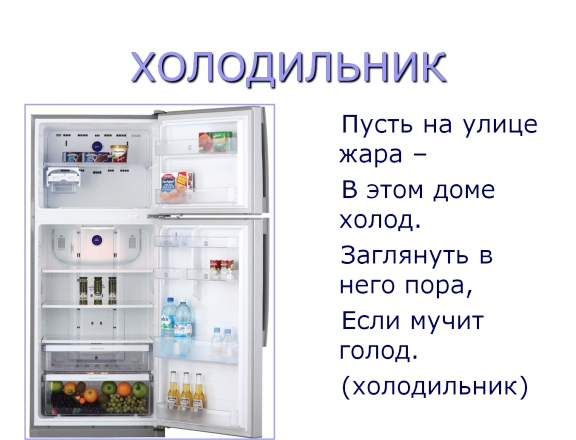 ХОЛОДИЛЬНИК
Пусть на улице
жара –
В этом доме
холод.
Заглянуть в
него пора,
Если мучит
голод.
(холодильник)